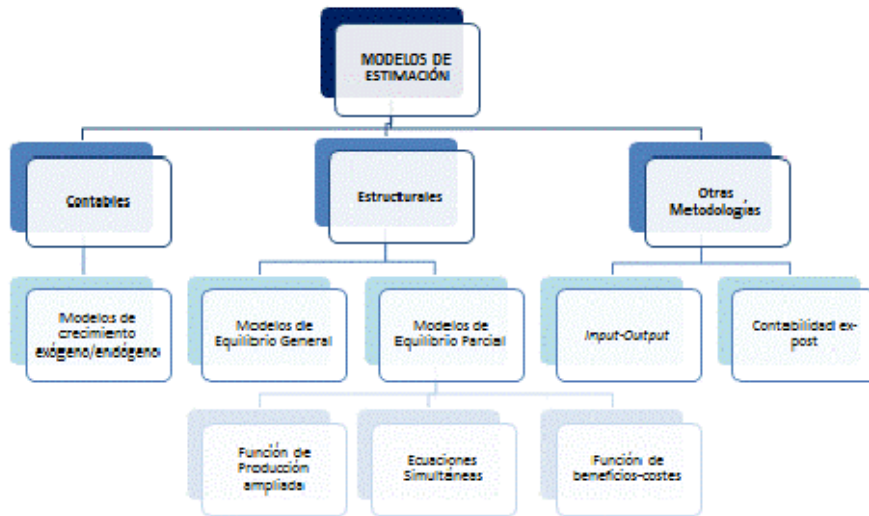 MODELOS DE
ESTIMACIÓN
Contables
Estructurales
Otras
Metodologías
Modelos de
crecimiento
exógeno/endógeno
Modelos de
Equilibrio General
Modelos de
Equilibrio Parcial
Input-Output
Contabilidad ex-
post
Función de
Producción
ampliada
Ecuaciones
Simultáneas
Función de
beneficios-costes